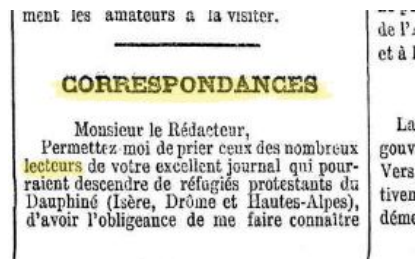 ment les amateurs à la visiter.
CORRESPONDANCES
Monsieur le Rédacteur,
Permettez-moi de prier ceux des nombreux
lecteurs de votre excellent journal qui pour-
raient descendre de réfugiés protestants du
Dauphiné (Isère, Drôme et Hautes-Alpes),
d'avoir l'obligeance de me faire connaître
de l'
et à
La
gouv
Vers
tiven
déme